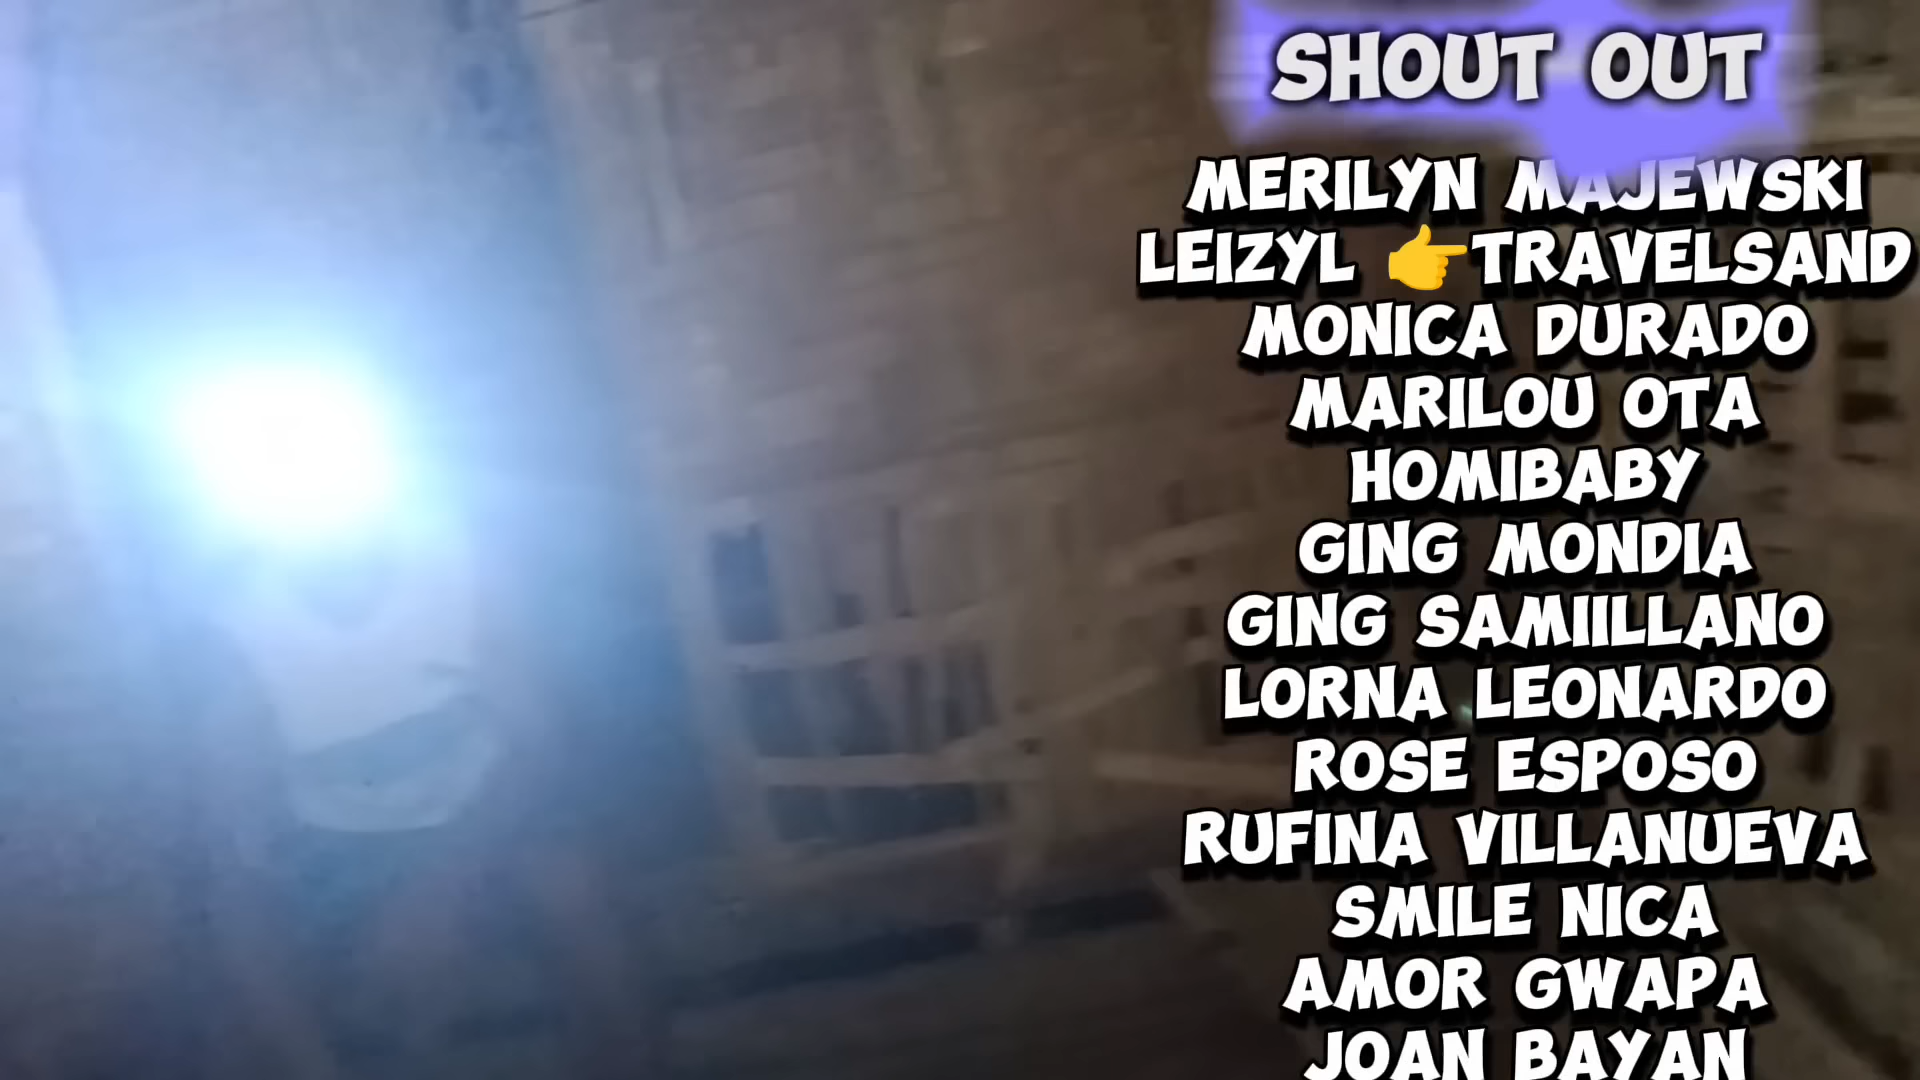 SHOUT OUT
MERILYN MAJEWSKI
LEIZYL 👉TRAVELSAND
MONICA DURADO
MARILOU OTA
HOMIBABY
GING MONDIA
GING SAMIILLANO
LORNA LEONARDO
ROSE ESPOSO
RUFINA VILLANUEVA
SMILE NICA
AMOR GWAPA
JOAN BAYAN